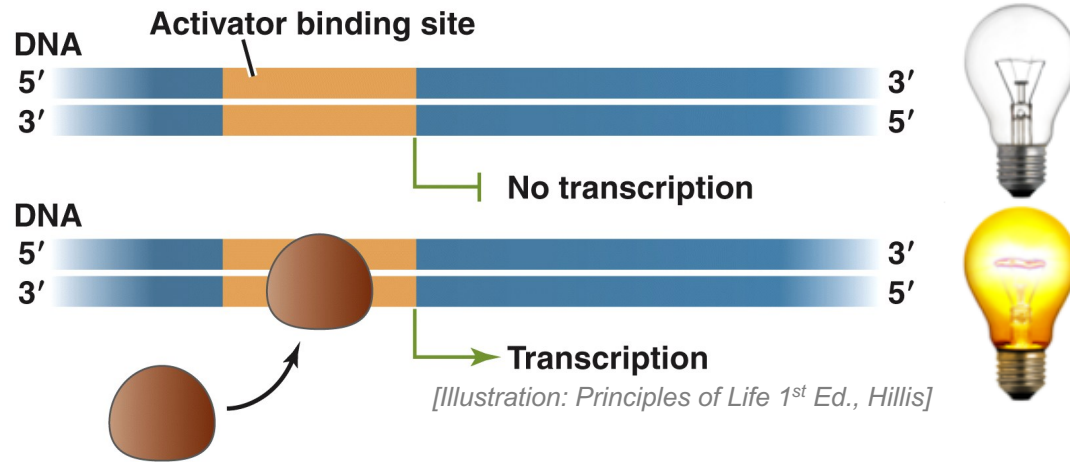 Activator binding site
DNA
5′ 3′
3′ 5′
No transcription
DNA
5′ 3′
3′ 5′
Transcription
[Illustration: Principles of Life 1st Ed., Hillis]